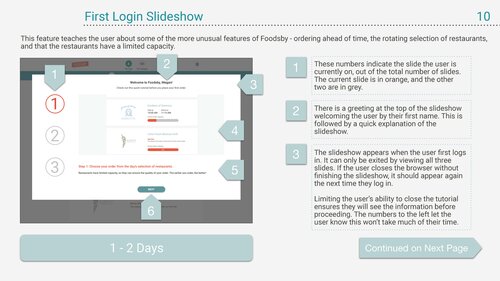 First Login Slideshow
10
This feature teaches the user about some of the more unusual features of Foodsby - ordering ahead of time, the rotating selection of restaurants,
and that the restaurants have a limited capacity.
1
2
3
4
5
6
1
2
3
Welcome to Foodsby, Megan!
Step 1: Choose your order from the day's selection of restaurants.
NEXT
1 - 2 Days
1
These numbers indicate the slide the user is
currently on, out of the total number of slides.
The current slide is in orange, and the other
two are in grey.
2
There is a greeting at the top of the slideshow
welcoming the user by their first name. This is
followed by a quick explanation of the
slideshow.
3
The slideshow appears when the user first logs
in. It can only be exited by viewing all three
slides. If the user closes the browser without
finishing the slideshow, it should appear again
the next time they log in.
Limiting the user's ability to close the tutorial
ensures they will see the information before
proceeding. The numbers to the left let the
user know this won't take much of their time.
Continued on Next Page